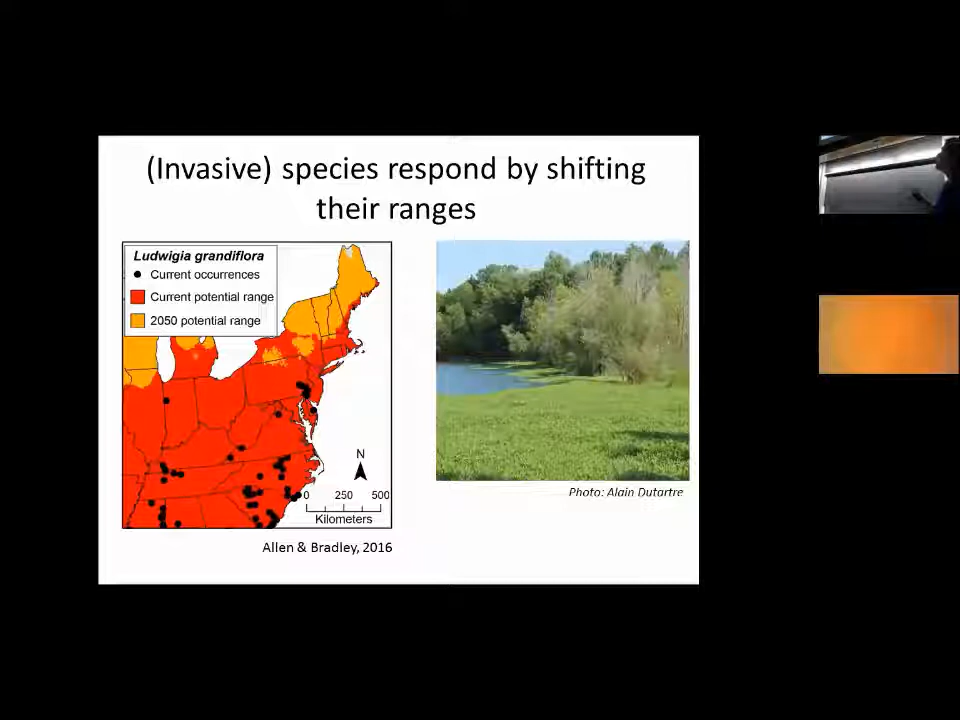 (Invasive) species respond by shifting
their ranges
Ludwigia grandiflora
Current occurrences
Current potential range
2050 potential range
N
0 250 500
Kilometers
Allen & Bradley, 2016
Photo: Alain Dutartre